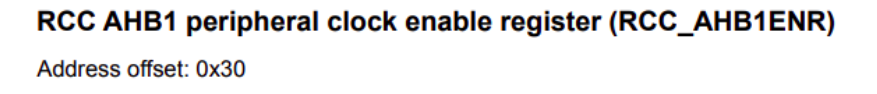 RCC AHB1 peripheral clock enable register (RCC_AHB1ENR)
Address offset: 0x30